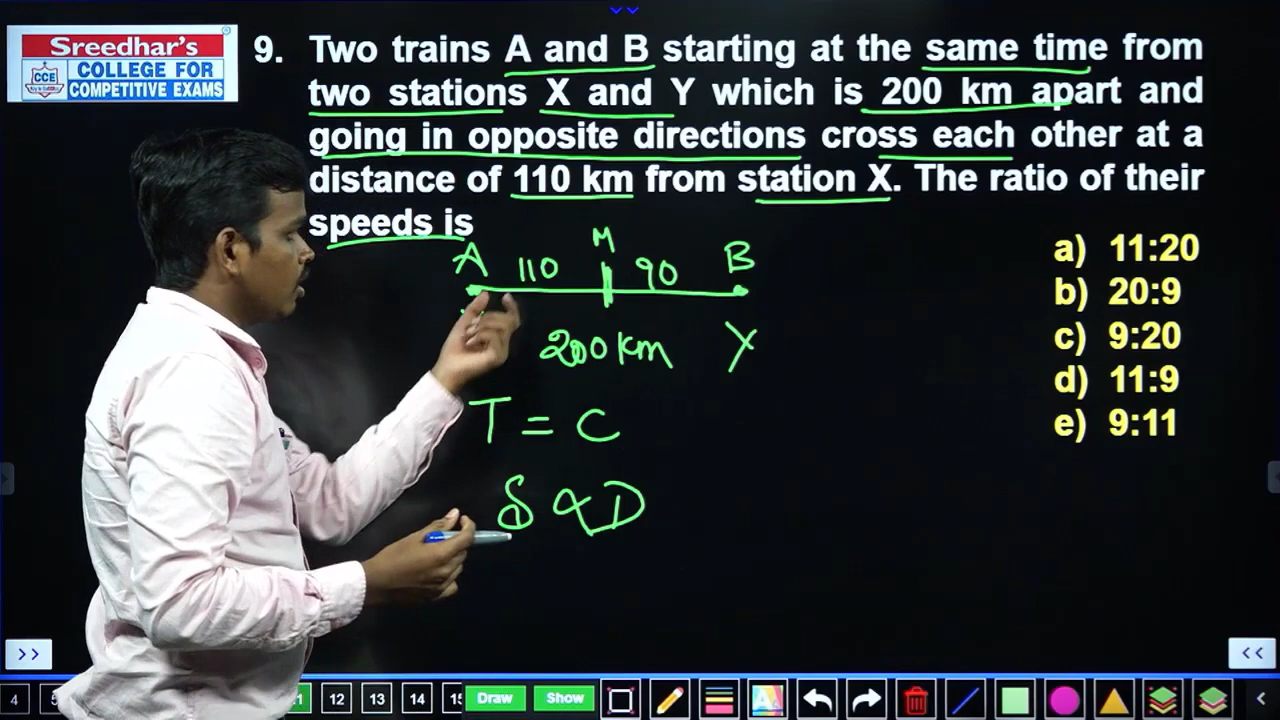 Sreedhar's
CCE
COLLEGE FOR
COMPETITIVE EXAMS
9. Two trains A and B starting at the same time from
two stations X and Y which is 200 km apart and
going in opposite directions cross each other at a
distance of 110 km from station X. The ratio of their
speeds is
a) 11:20
b) 20:9
c) 9:20
d) 11:9
e) 9:11
A 110 M 90 B
200 km Y
T = C
S ∝ D
>>
<<
4
12
13
14
Draw
Show